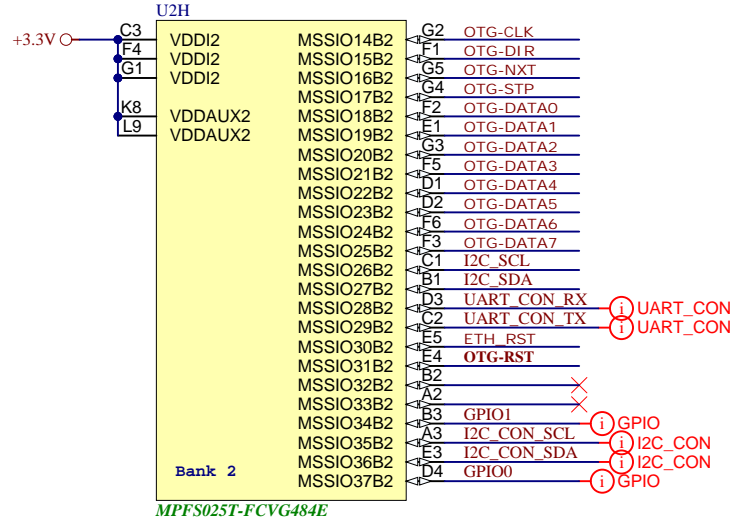 U2H
+3.3V C3 VDDI2 MSSIO14B2 G2 OTG-CLK
F4 VDDI2 MSSIO15B2 F1 OTG-DIR
G1 VDDI2 MSSIO16B2 G5 OTG-NXT
MSSIO17B2 G4 OTG-STP
K8 VDDAUX2 MSSIO18B2 F2 OTG-DATA0
L9 VDDAUX2 MSSIO19B2 E1 OTG-DATA1
MSSIO20B2 G3 OTG-DATA2
MSSIO21B2 F5 OTG-DATA3
MSSIO22B2 D1 OTG-DATA4
MSSIO23B2 D2 OTG-DATA5
MSSIO24B2 F6 OTG-DATA6
MSSIO25B2 F3 OTG-DATA7
MSSIO26B2 C1 I2C_SCL
MSSIO27B2 B1 I2C_SDA
MSSIO28B2 D3 UART_CON_RX i UART_CON
MSSIO29B2 C2 UART_CON_TX i UART_CON
MSSIO30B2 E5 ETH_RST
MSSIO31B2 E4 OTG-RST
MSSIO32B2 B2
MSSIO33B2 A2
MSSIO34B2 B3 GPIO1 i GPIO
MSSIO35B2 A3 I2C_CON_SCL i I2C_CON
MSSIO36B2 E3 I2C_CON_SDA i I2C_CON
Bank 2 MSSIO37B2 D4 GPIO0 i GPIO
MPFS025T-FCVG484E